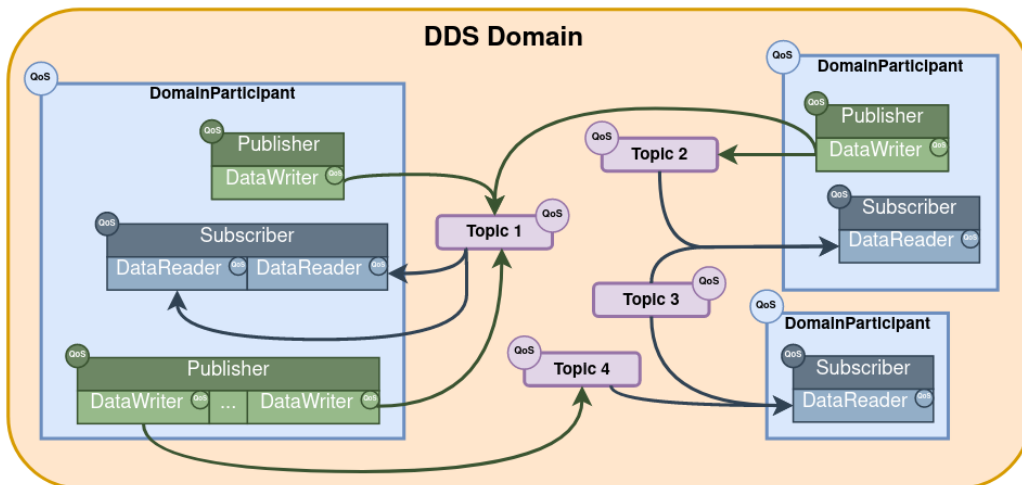 DDS Domain
QoS
DomainParticipant
QoS
Publisher
DataWriter QoS
QoS
Subscriber
DataReader QoS DataReader QoS
QoS
Publisher
DataWriter QoS ... DataWriter QoS
Topic 1 QoS
QoS
Topic 2
Topic 3 QoS
QoS
Topic 4
QoS
DomainParticipant
QoS
Publisher
DataWriter QoS
QoS
Subscriber
DataReader QoS
QoS
DomainParticipant
QoS
Subscriber
DataReader QoS